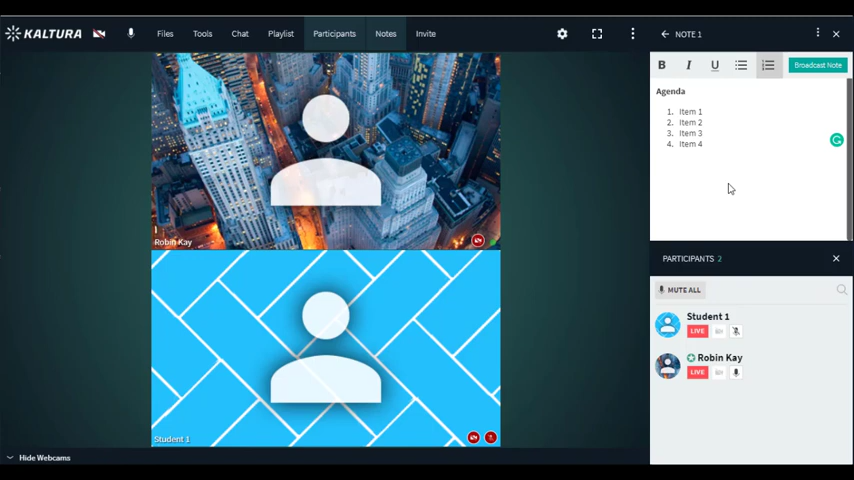 KALTURA
Files
Tools
Chat
Playlist
Participants
Notes
Invite
NOTE 1
B I U
Broadcast Note
Agenda
1. Item 1
2. Item 2
3. Item 3
4. Item 4
Robin Kay
PARTICIPANTS 2
MUTE ALL
Student 1
LIVE
Robin Kay
LIVE
Student 1
Hide Webcams